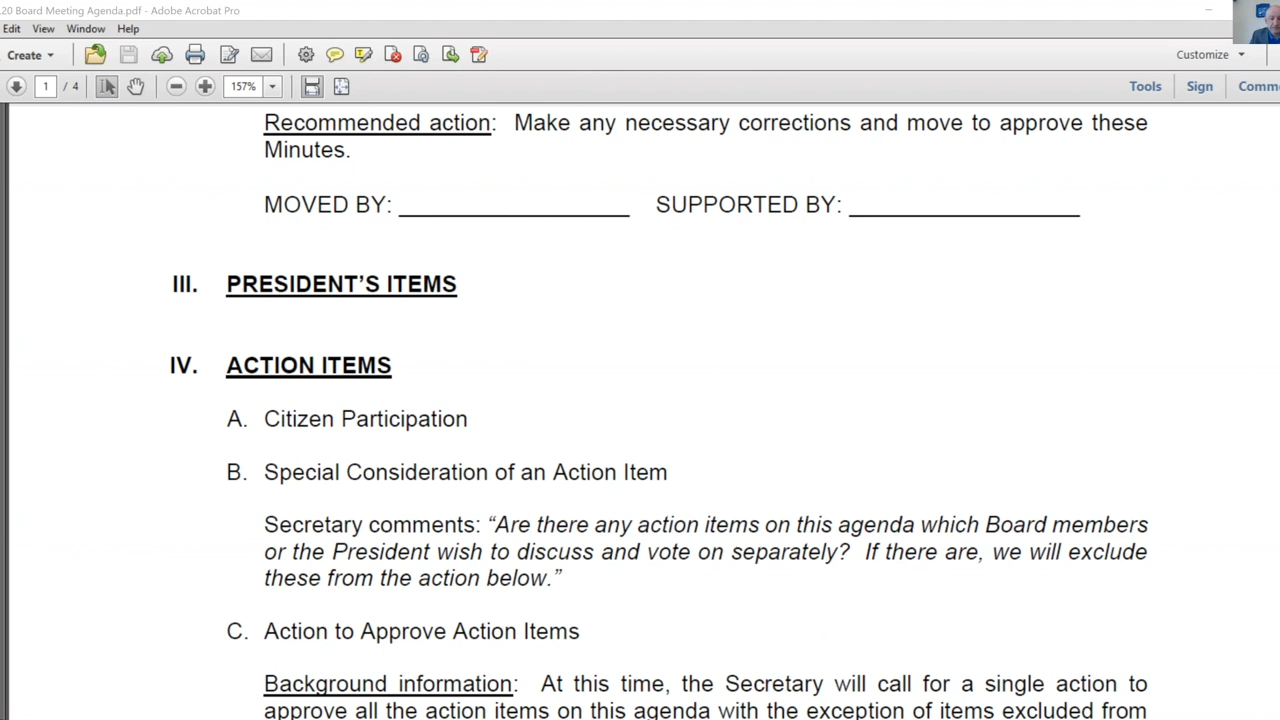 .20 Board Meeting Agenda.pdf - Adobe Acrobat Pro
Edit View Window Help
Create Customize
1 / 4 157% Tools Sign Comme
Recommended action: Make any necessary corrections and move to approve these
Minutes.
MOVED BY: ___________________ SUPPORTED BY: ___________________
III. PRESIDENT’S ITEMS
IV. ACTION ITEMS
A. Citizen Participation
B. Special Consideration of an Action Item
Secretary comments: “Are there any action items on this agenda which Board members
or the President wish to discuss and vote on separately? If there are, we will exclude
these from the action below.”
C. Action to Approve Action Items
Background information: At this time, the Secretary will call for a single action to
approve all the action items on this agenda with the exception of items excluded from